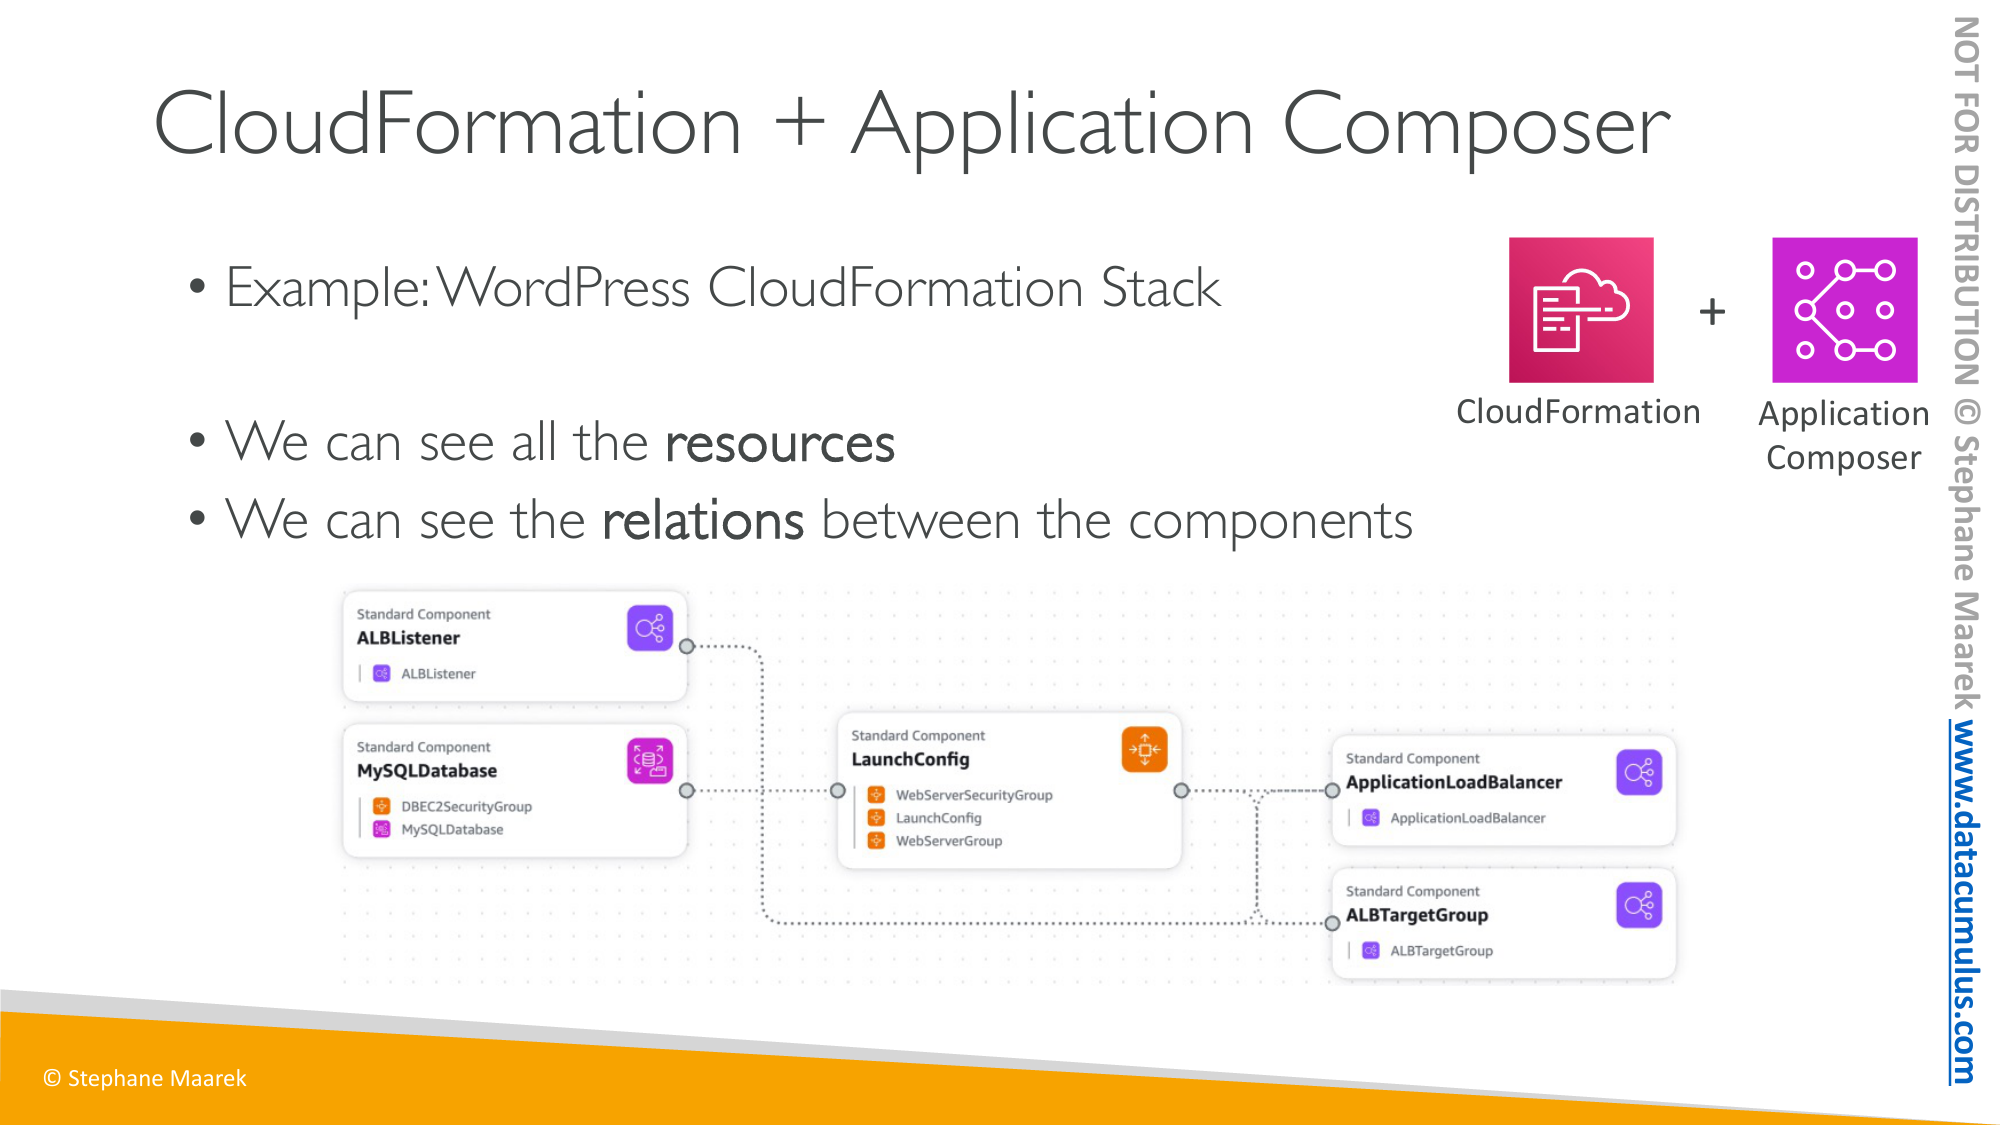 CloudFormation + Application Composer
• Example: WordPress CloudFormation Stack
• We can see all the resources
• We can see the relations between the components
+
CloudFormation
Application
Composer
Standard Component
ALBListener
ALBListener
Standard Component
MySQLDatabase
DBEC2SecurityGroup
MySQLDatabase
Standard Component
LaunchConfig
WebServerSecurityGroup
LaunchConfig
WebServerGroup
Standard Component
ApplicationLoadBalancer
ApplicationLoadBalancer
Standard Component
ALBTargetGroup
ALBTargetGroup
© Stephane Maarek
NOT FOR DISTRIBUTION © Stephane Maarek www.datacumulus.com